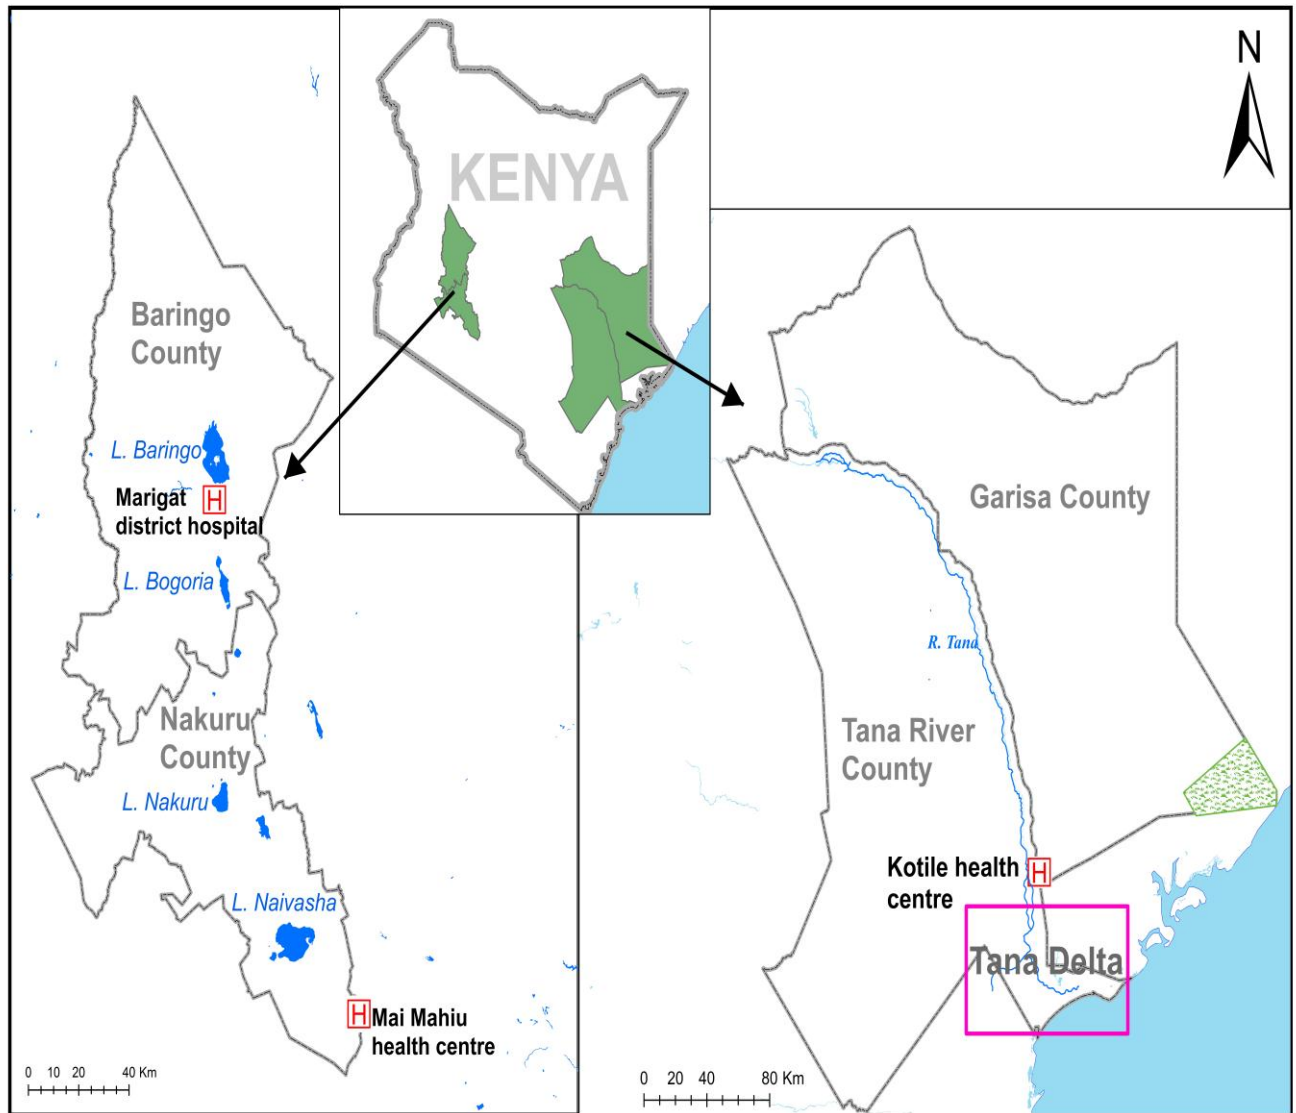 N
KENYA
Baringo
County
L. Baringo
H
Marigat
district hospital
L. Bogoria
Nakuru
County
L. Nakuru
L. Naivasha
H
Mai Mahiu
health centre
0 10 20 40 Km
Garisa County
R. Tana
Tana River
County
Kotile health
centre
H
Tana Delta
0 20 40 80 Km